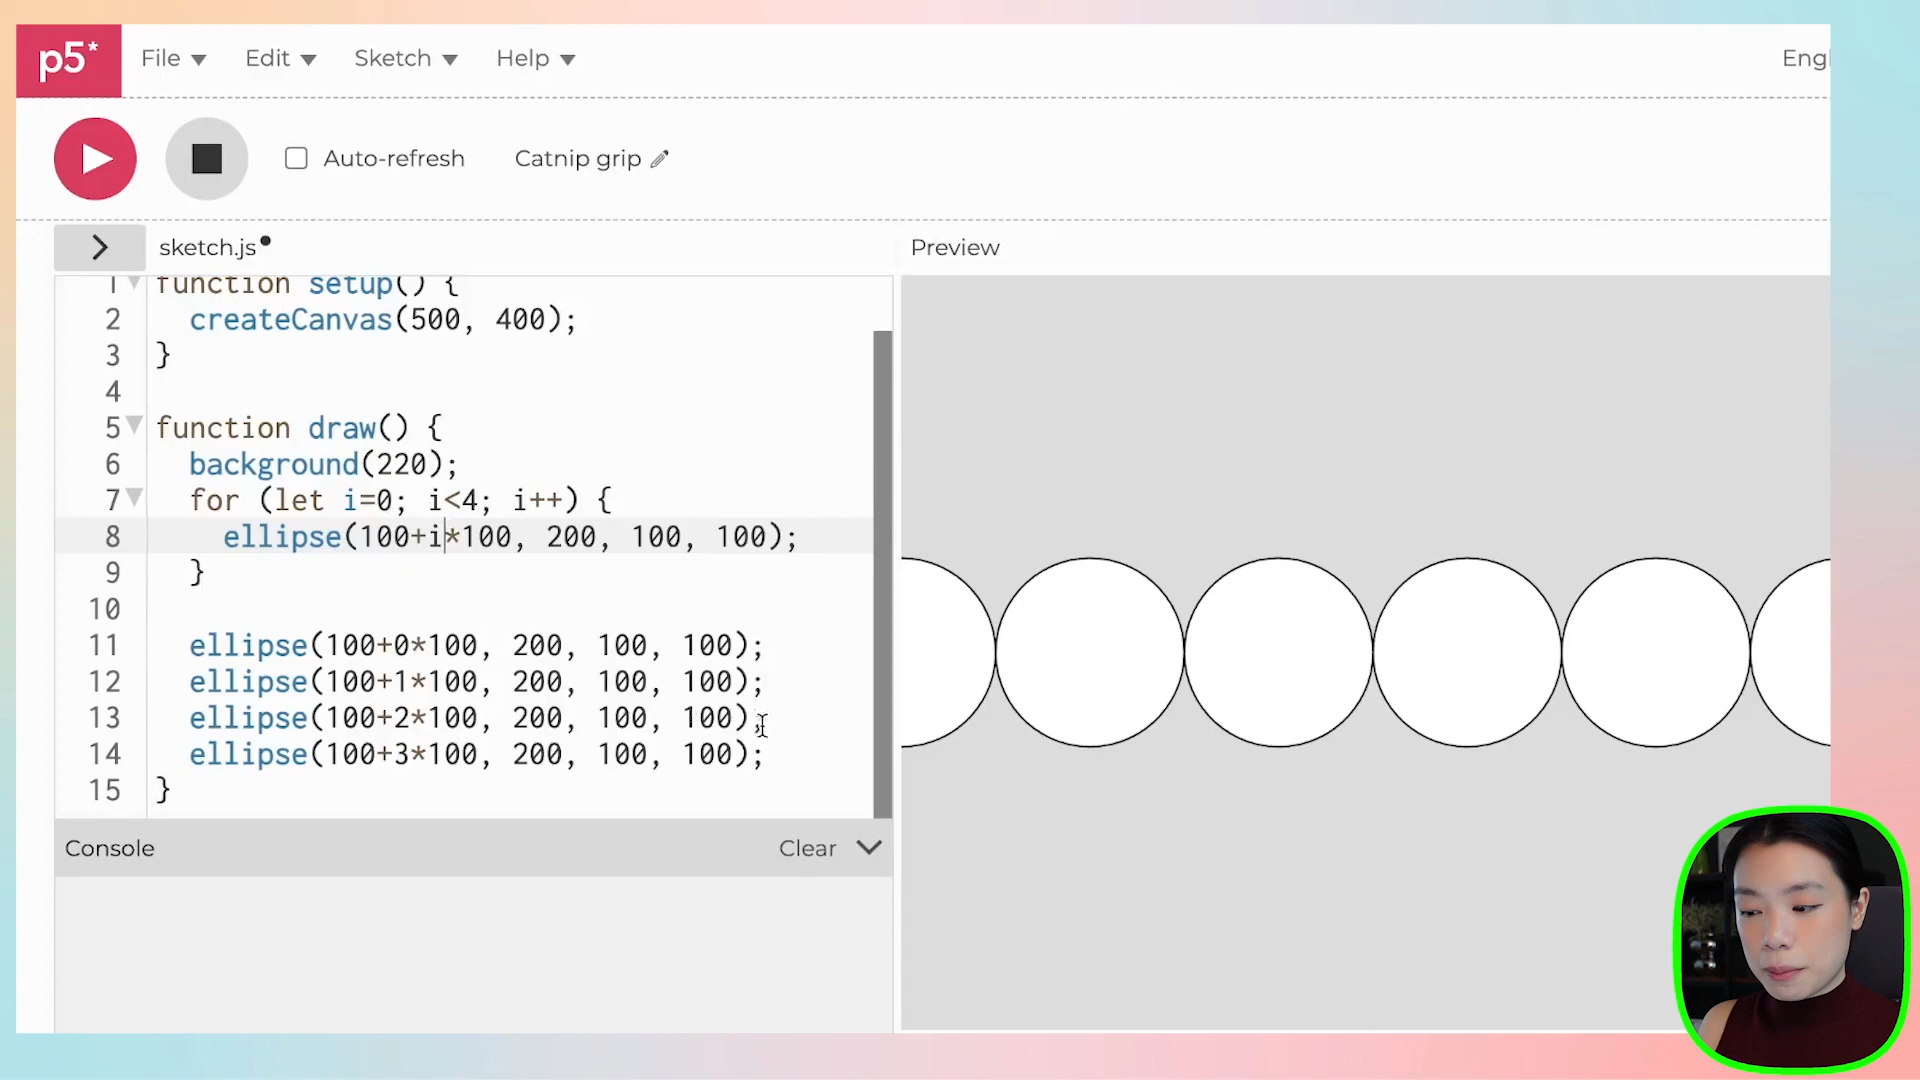 p5*
File Edit Sketch Help Engl
Auto-refresh Catnip grip
sketch.js
Preview
1 function setup() {
2 createCanvas(500, 400);
3 }
4
5 function draw() {
6 background(220);
7 for (let i=0; i<4; i++) {
8 ellipse(100+i*100, 200, 100, 100);
9 }
10
11 ellipse(100+0*100, 200, 100, 100);
12 ellipse(100+1*100, 200, 100, 100);
13 ellipse(100+2*100, 200, 100, 100);
14 ellipse(100+3*100, 200, 100, 100);
15 }
Console Clear